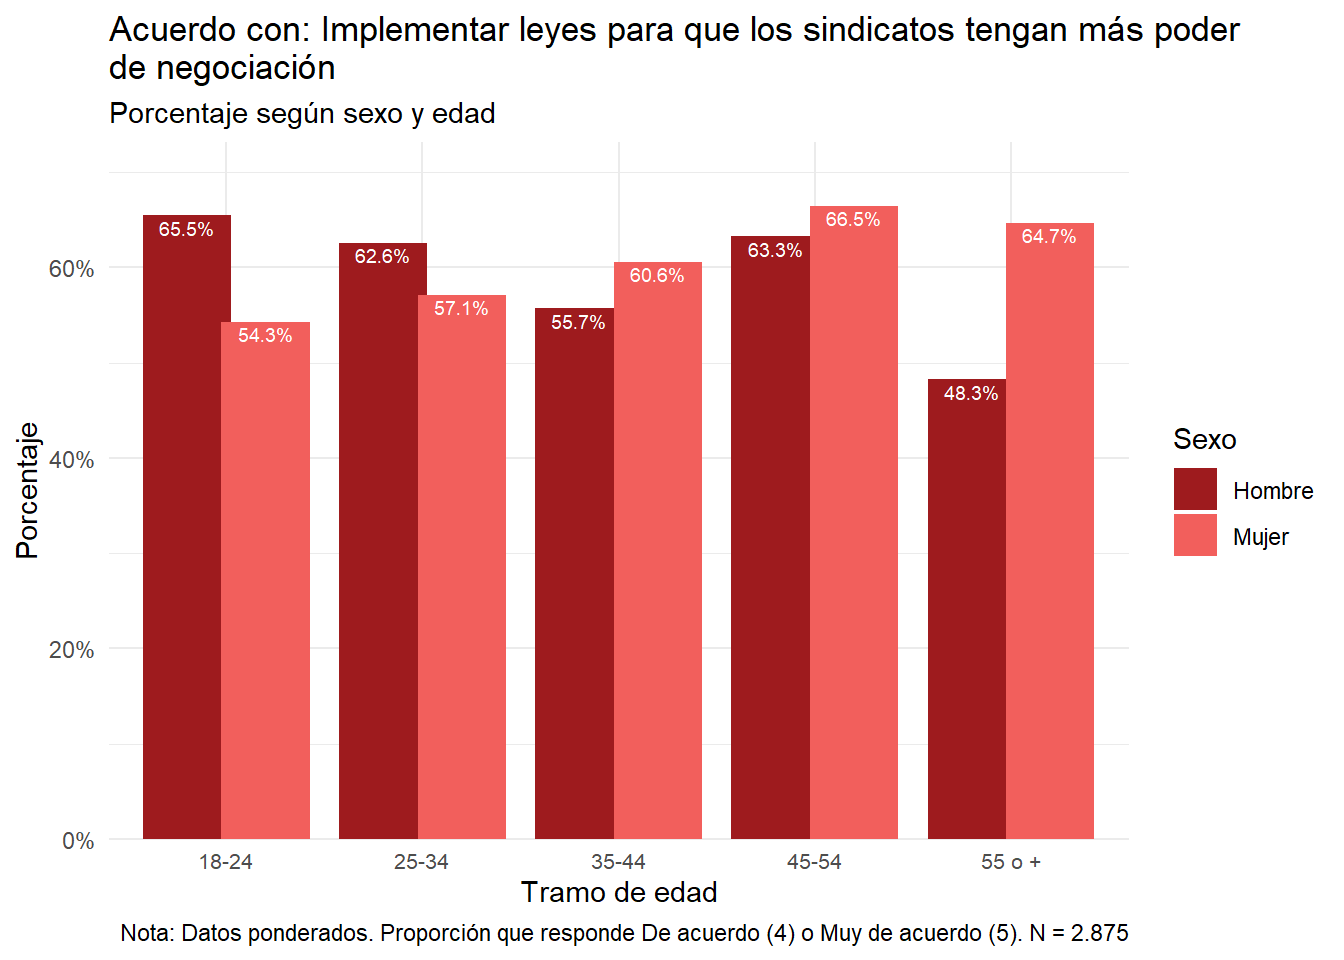 Acuerdo con: Implementar leyes para que los sindicatos tengan más poder
de negociación
Porcentaje según sexo y edad
65.5%
54.3%
62.6%
57.1%
55.7%
60.6%
63.3%
66.5%
48.3%
64.7%
60%
40%
20%
0%
Porcentaje
18-24
25-34
35-44
45-54
55 o +
Tramo de edad
Sexo
Hombre
Mujer
Nota: Datos ponderados. Proporción que responde De acuerdo (4) o Muy de acuerdo (5). N = 2.875